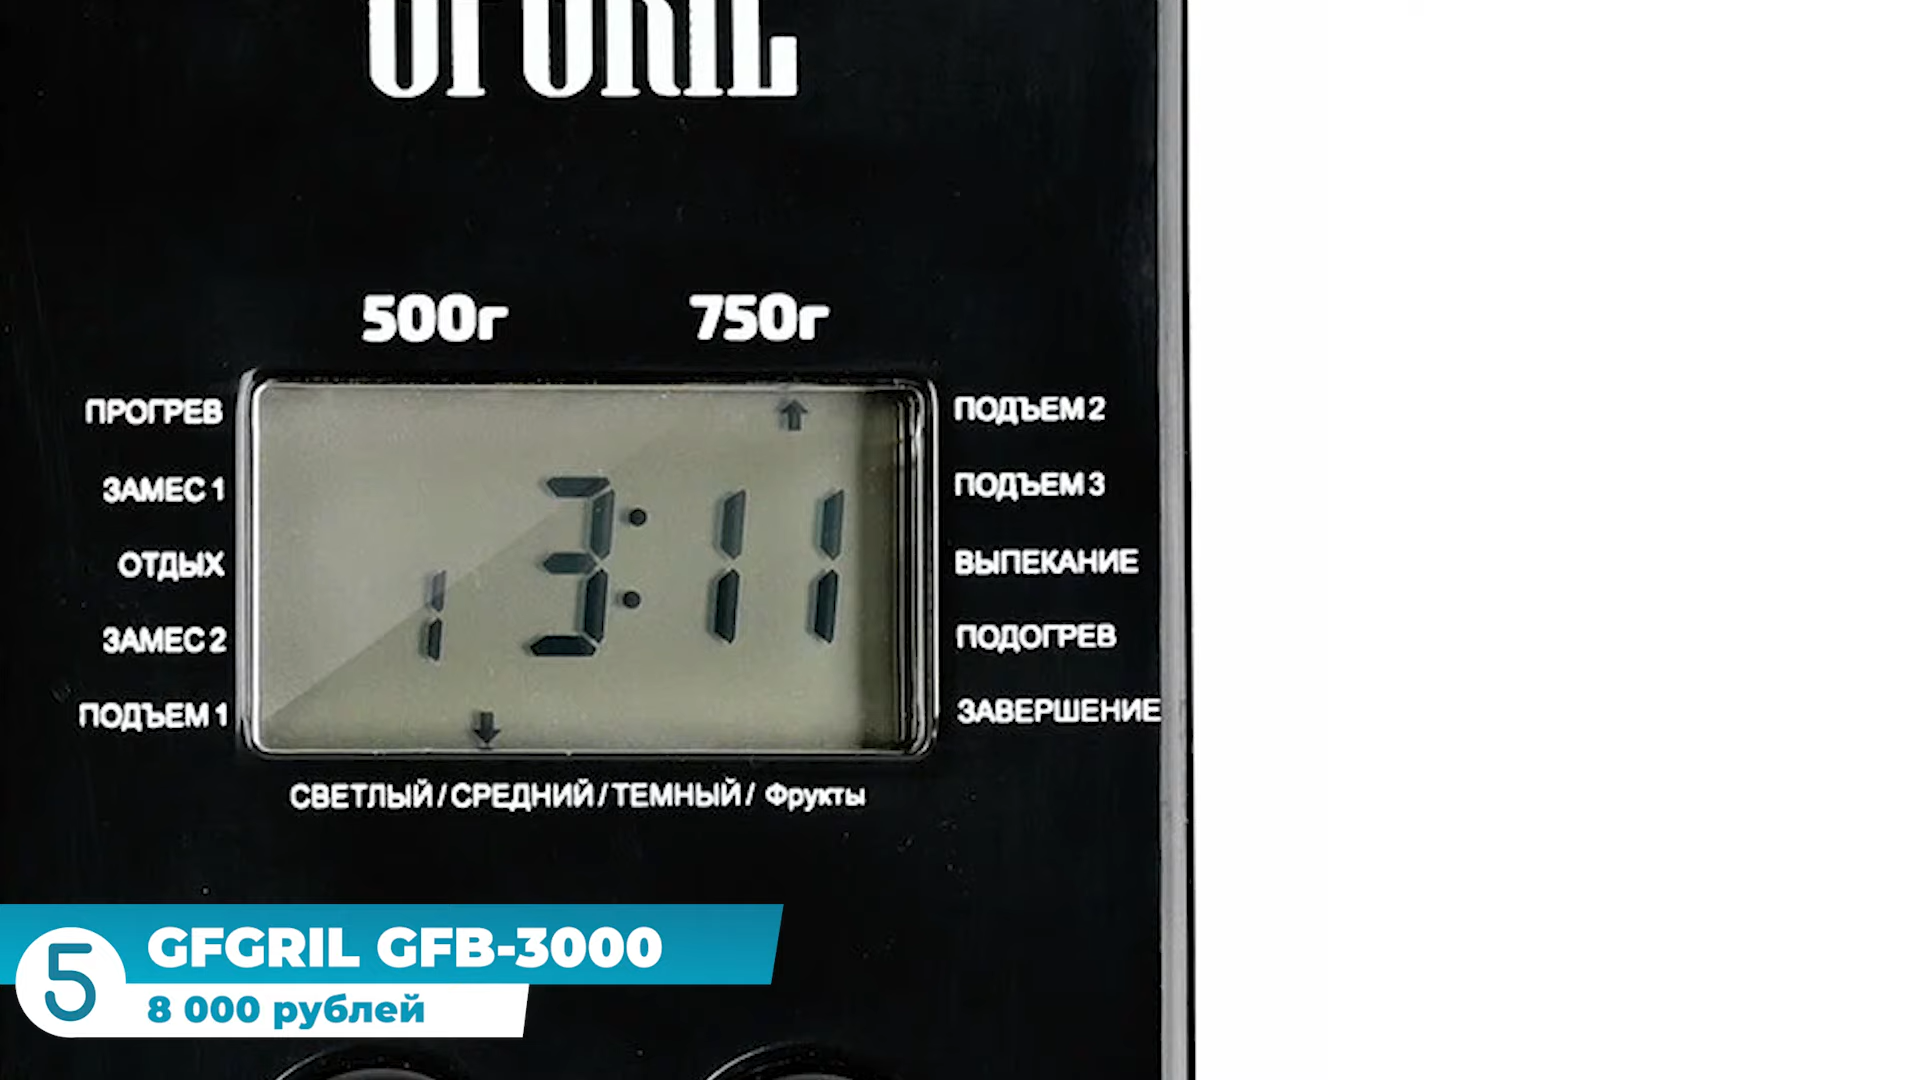 GFGRIL
500г 750г
ПРОГРЕВ
ЗАМЕС 1
ОТДЫХ
ЗАМЕС 2
ПОДЪЕМ 1
1 3:11
ПОДЪЕМ 2
ПОДЪЕМ 3
ВЫПЕКАНИЕ
ПОДОГРЕВ
ЗАВЕРШЕНИЕ
СВЕТЛЫЙ / СРЕДНИЙ / ТЕМНЫЙ / Фрукты
5
GFGRIL GFB-3000
8 000 рублей